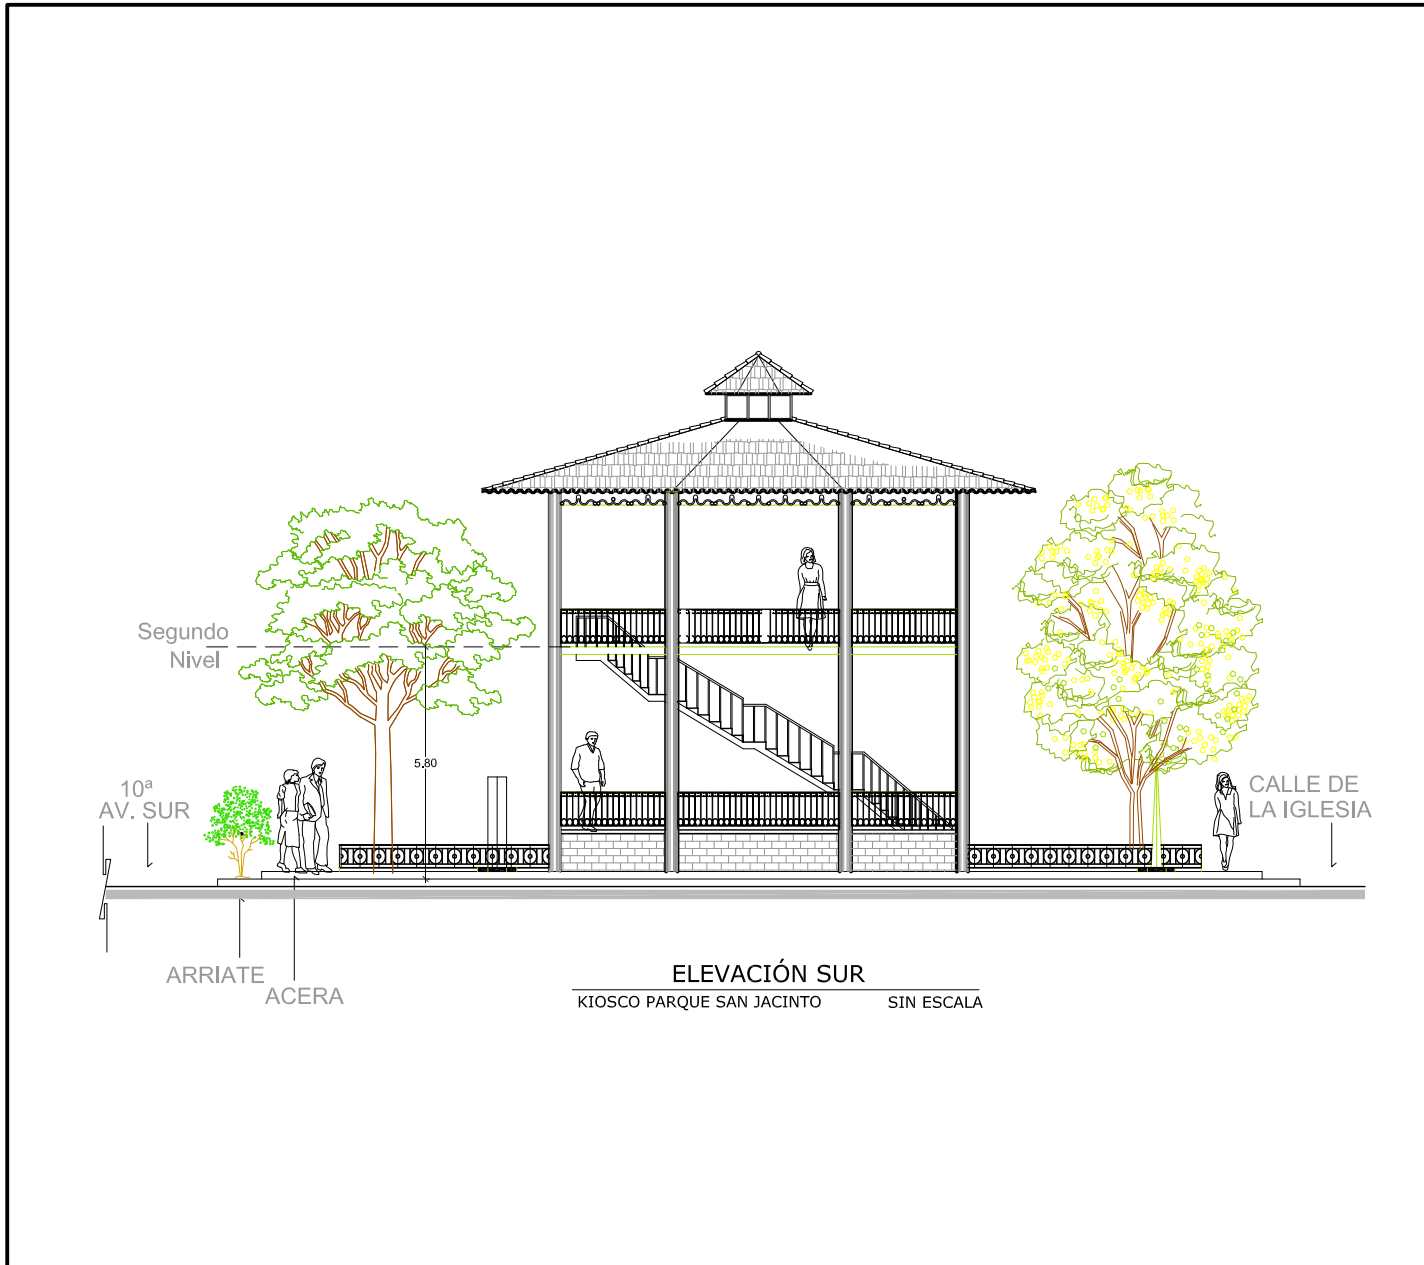 Segundo
Nivel
5.80
10ª
AV. SUR
CALLE DE
LA IGLESIA
ARRIATE
ACERA
ELEVACIÓN SUR
KIOSCO PARQUE SAN JACINTO SIN ESCALA